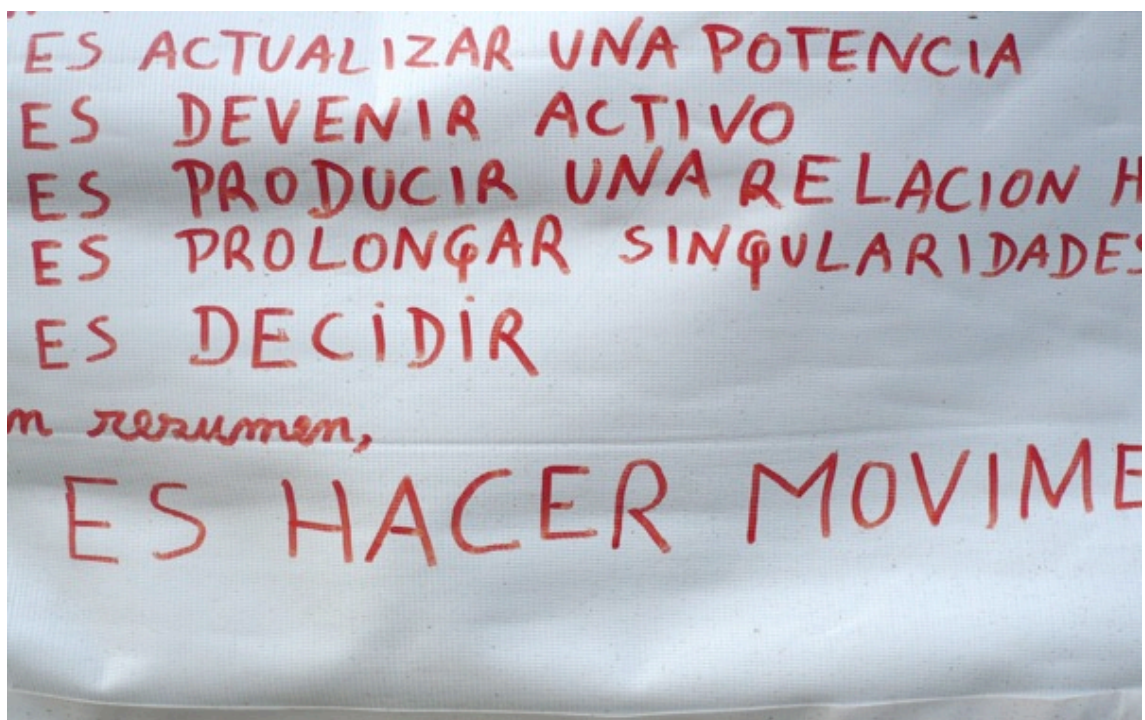 ES ACTUALIZAR UNA POTENCIA
ES DEVENIR ACTIVO
ES PRODUCIR UNA RELACION H
ES PROLONGAR SINGULARIDADES
ES DECIDIR
n resumen,
ES HACER MOVIME